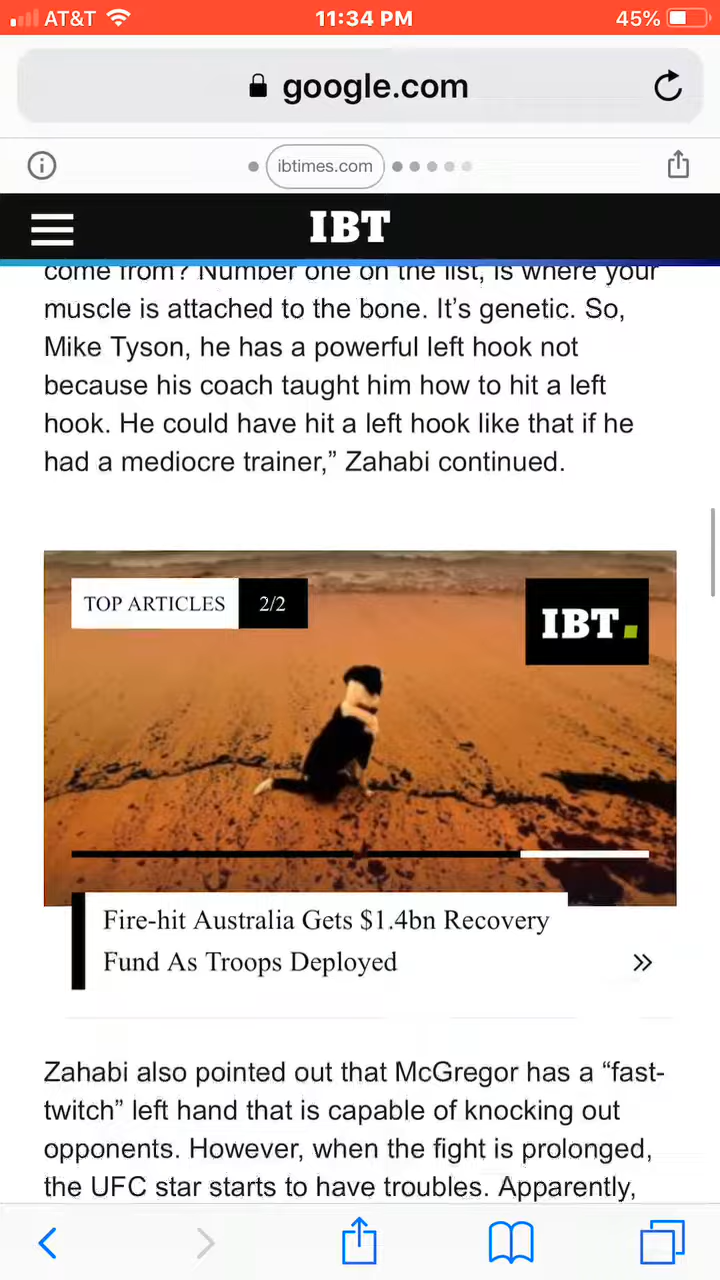 AT&T
11:34 PM
45%
google.com
ibtimes.com
IBT
come from? Number one on the list, is where your
muscle is attached to the bone. It’s genetic. So,
Mike Tyson, he has a powerful left hook not
because his coach taught him how to hit a left
hook. He could have hit a left hook like that if he
had a mediocre trainer,” Zahabi continued.
TOP ARTICLES
2/2
IBT.
Fire-hit Australia Gets $1.4bn Recovery
Fund As Troops Deployed
Zahabi also pointed out that McGregor has a “fast-
twitch” left hand that is capable of knocking out
opponents. However, when the fight is prolonged,
the UFC star starts to have troubles. Apparently,